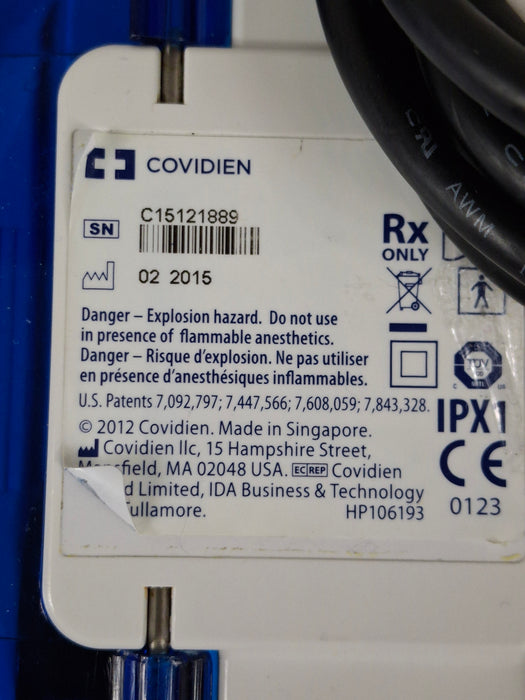 COVIDIEN
SN
C15121889
02 2015
Rx
ONLY
Danger – Explosion hazard. Do not use
in presence of flammable anesthetics.
Danger – Risque d'explosion. Ne pas utiliser
en présence d'anesthésiques inflammables.
U.S. Patents 7,092,797; 7,447,566; 7,608,059; 7,843,328.
© 2012 Covidien. Made in Singapore.
Covidien llc, 15 Hampshire Street,
MA 02048 USA. EC REP Covidien
Limited, IDA Business & Technology
Tullamore.
HP106193
TÜV
C US
IPX1
CE
0123
AWM